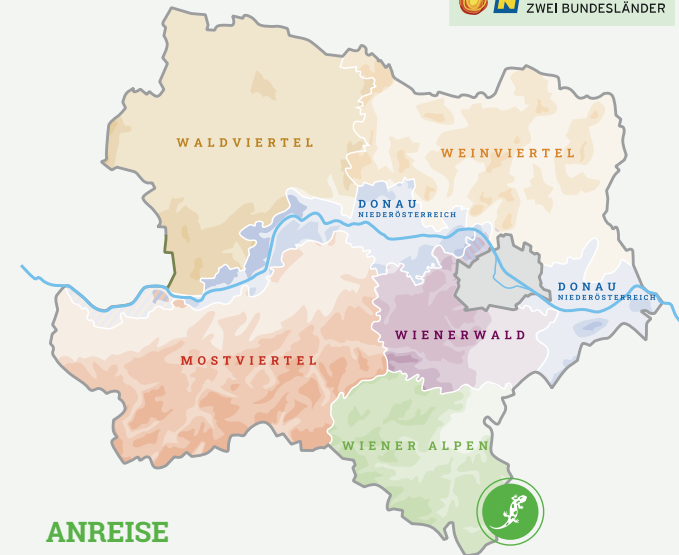 ZWEI BUNDESLÄNDER
WALDVIERTEL
WEINVIERTEL
DONAU
NIEDERÖSTERREICH
DONAU
NIEDERÖSTERREICH
WIENERWALD
MOSTVIERTEL
WIENER ALPEN
ANREISE